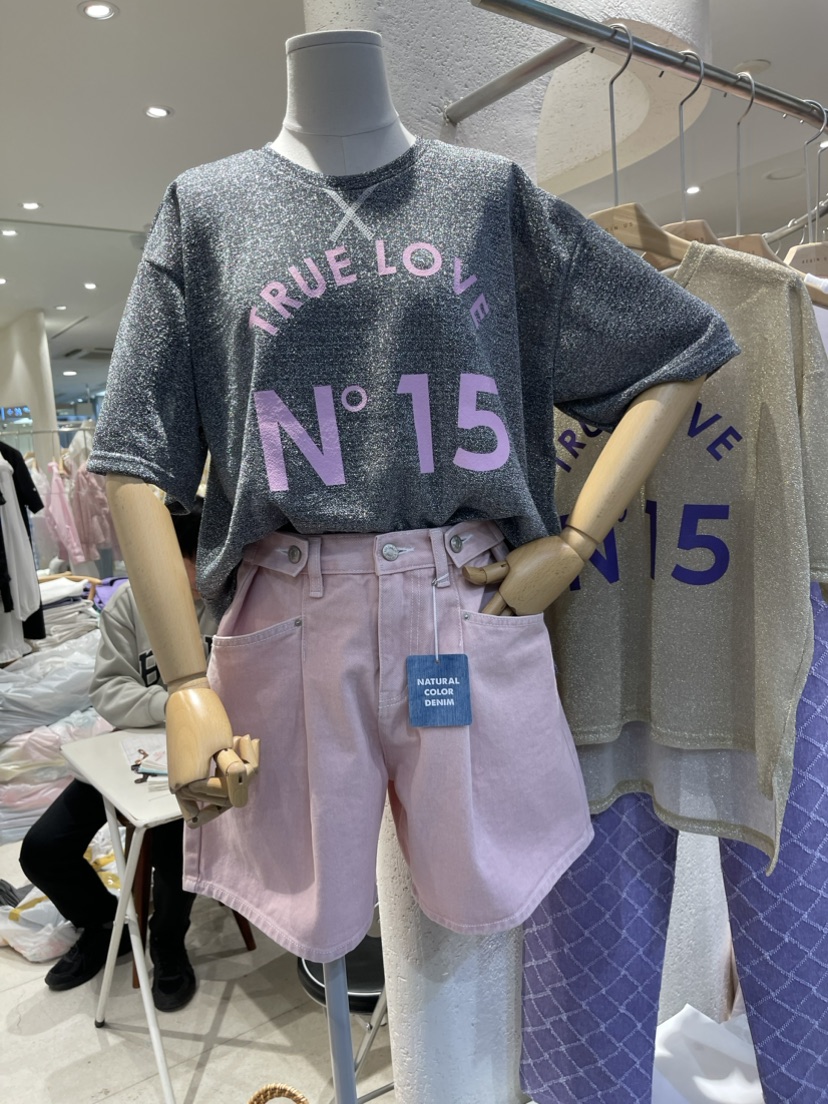 TRUE LOVE
N° 15
NATURAL
COLOR
DENIM
VE
N° 15